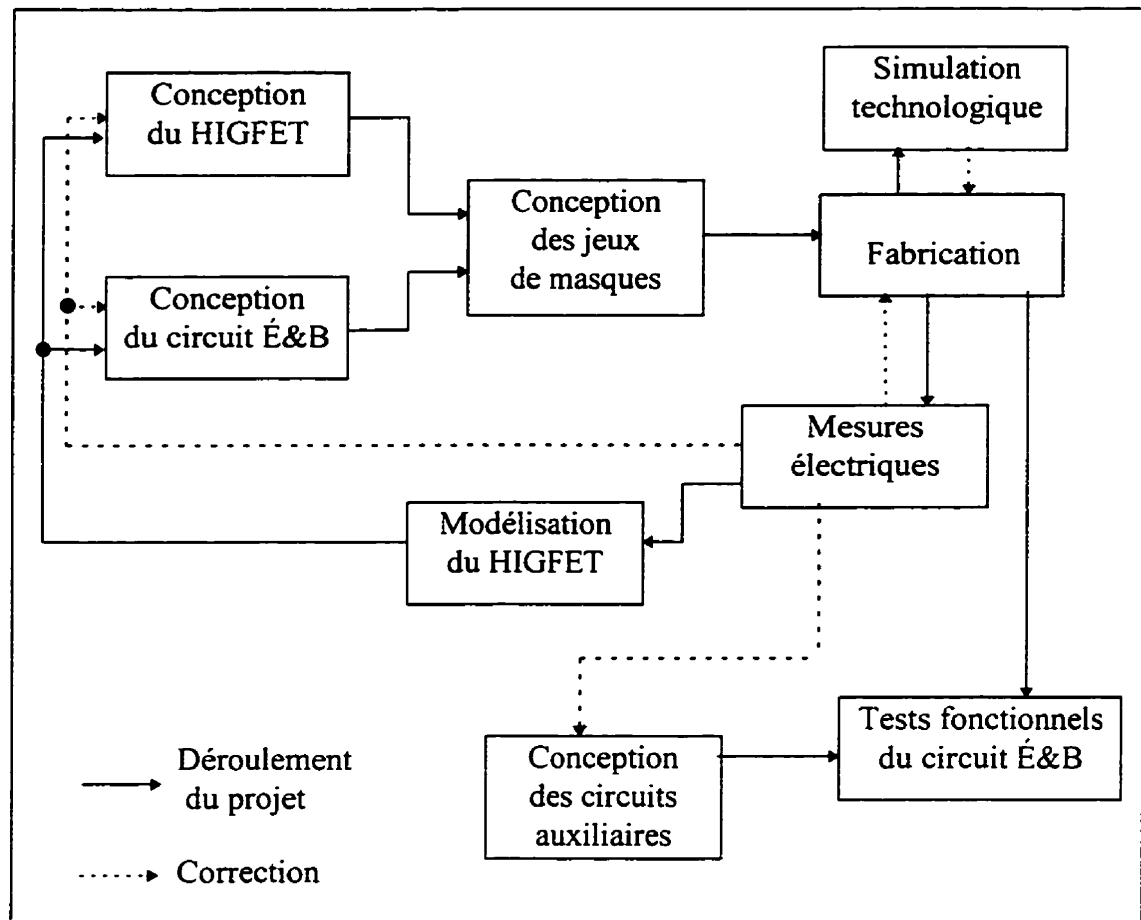 Conception
du HIGFET
Simulation
technologique
Conception
des jeux
de masques
Fabrication
Conception
du circuit É&B
Mesures
électriques
Modélisation
du HIGFET
Tests fonctionnels
du circuit É&B
Conception
des circuits
auxiliaires
Déroulement
du projet
Correction